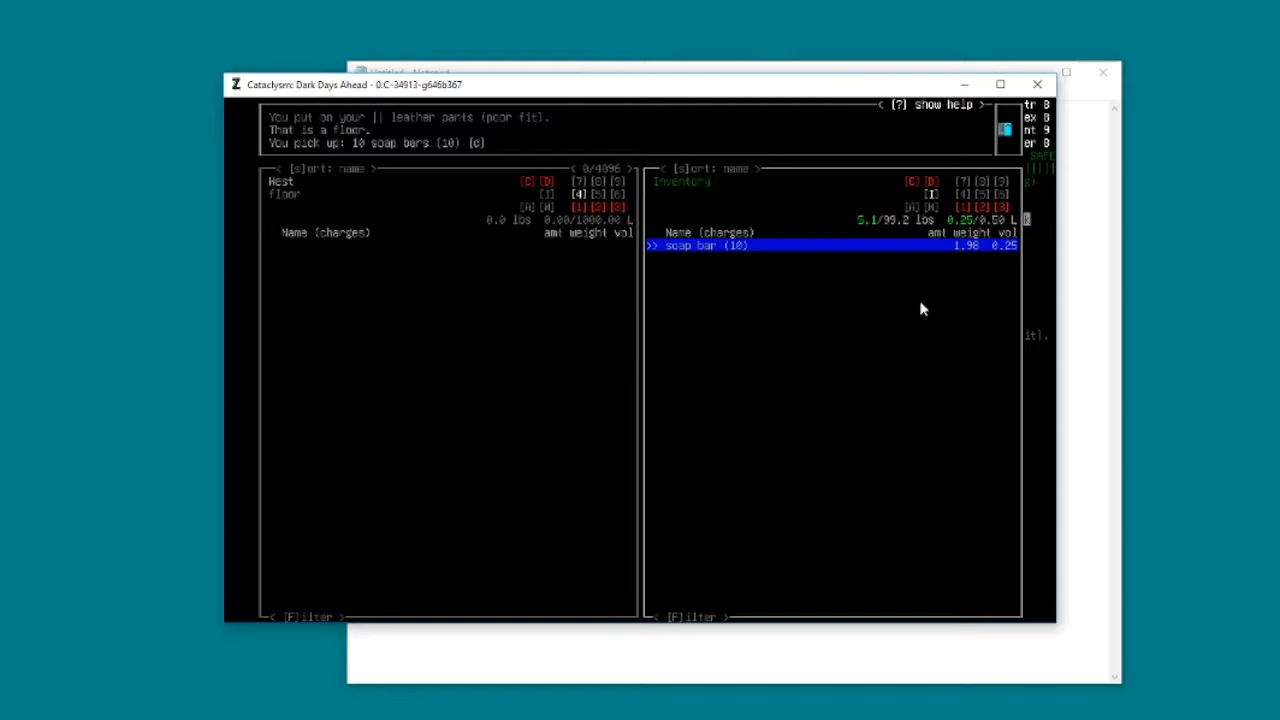 Untitled - Notepad
Cataclysm: Dark Days Ahead - 0.C-34913-g646b367
< [?] show help >
You put on your || leather pants (poor fit).
That is a floor.
You pick up: 10 soap bars (10) [d]
tr 8
ex 8
nt 9
er 8
SAFE
< [s]ort: name > < 0/4096 >
West [C] [D] [7][8][9]
floor [I] [4][5][6]
[A][W] [1][2][3]
0.0 lbs 0.00/1000.00 L
Name (charges) amt weight vol
< [F]ilter >
< [s]ort: name >
Inventory [C] [D] [7][8][9]
[I] [4][5][6]
[A][W] [1][2][3]
5.1/99.2 lbs 0.25/0.50 L
Name (charges) amt weight vol
>> soap bar (10) 1.98 0.25
< [F]ilter >
g)
it].